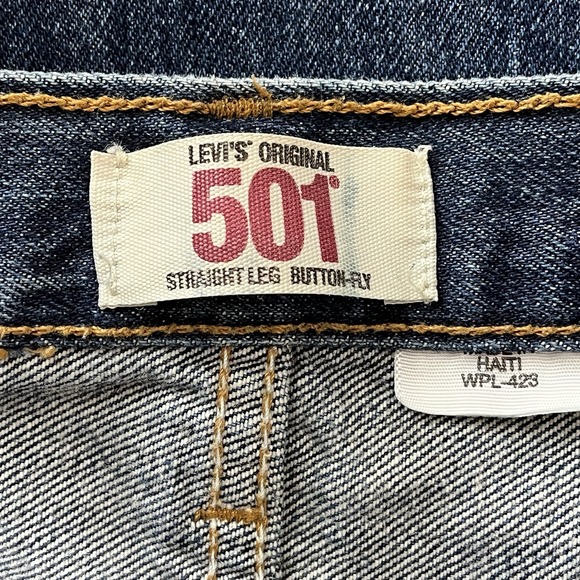 LEVI'S® ORIGINAL
501®
STRAIGHT LEG BUTTON-FLY
HAITI
WPL-423